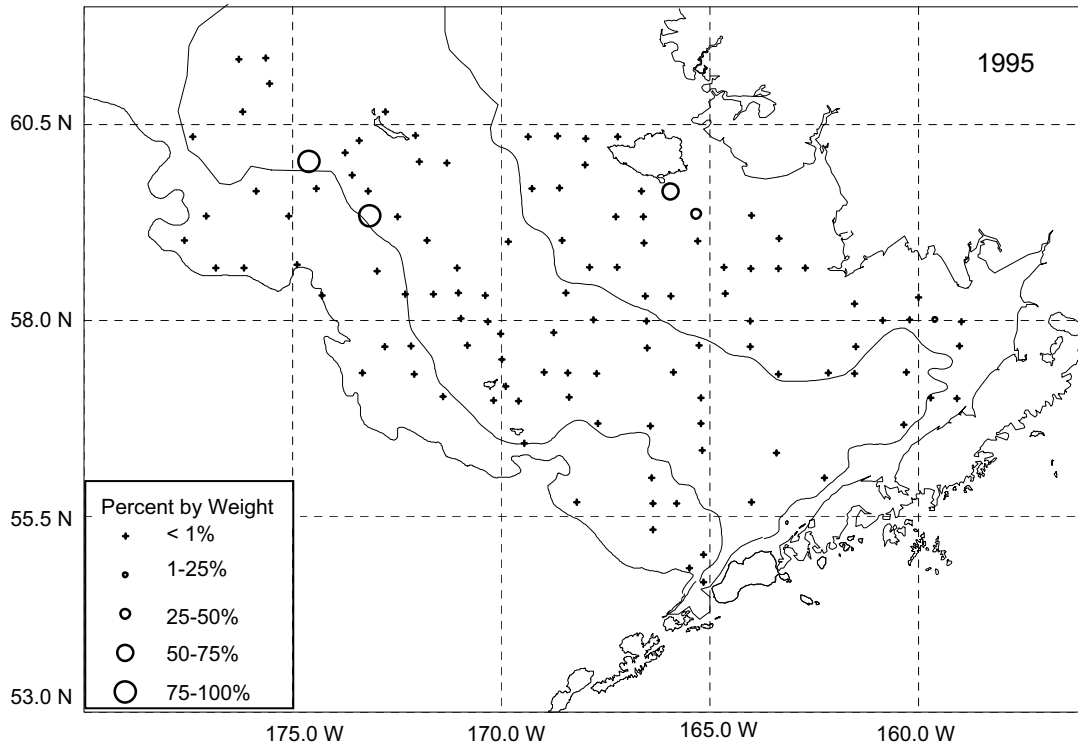 1995
60.5 N
58.0 N
55.5 N
53.0 N
Percent by Weight
< 1%
1-25%
25-50%
50-75%
75-100%
175.0 W
170.0 W
165.0 W
160.0 W